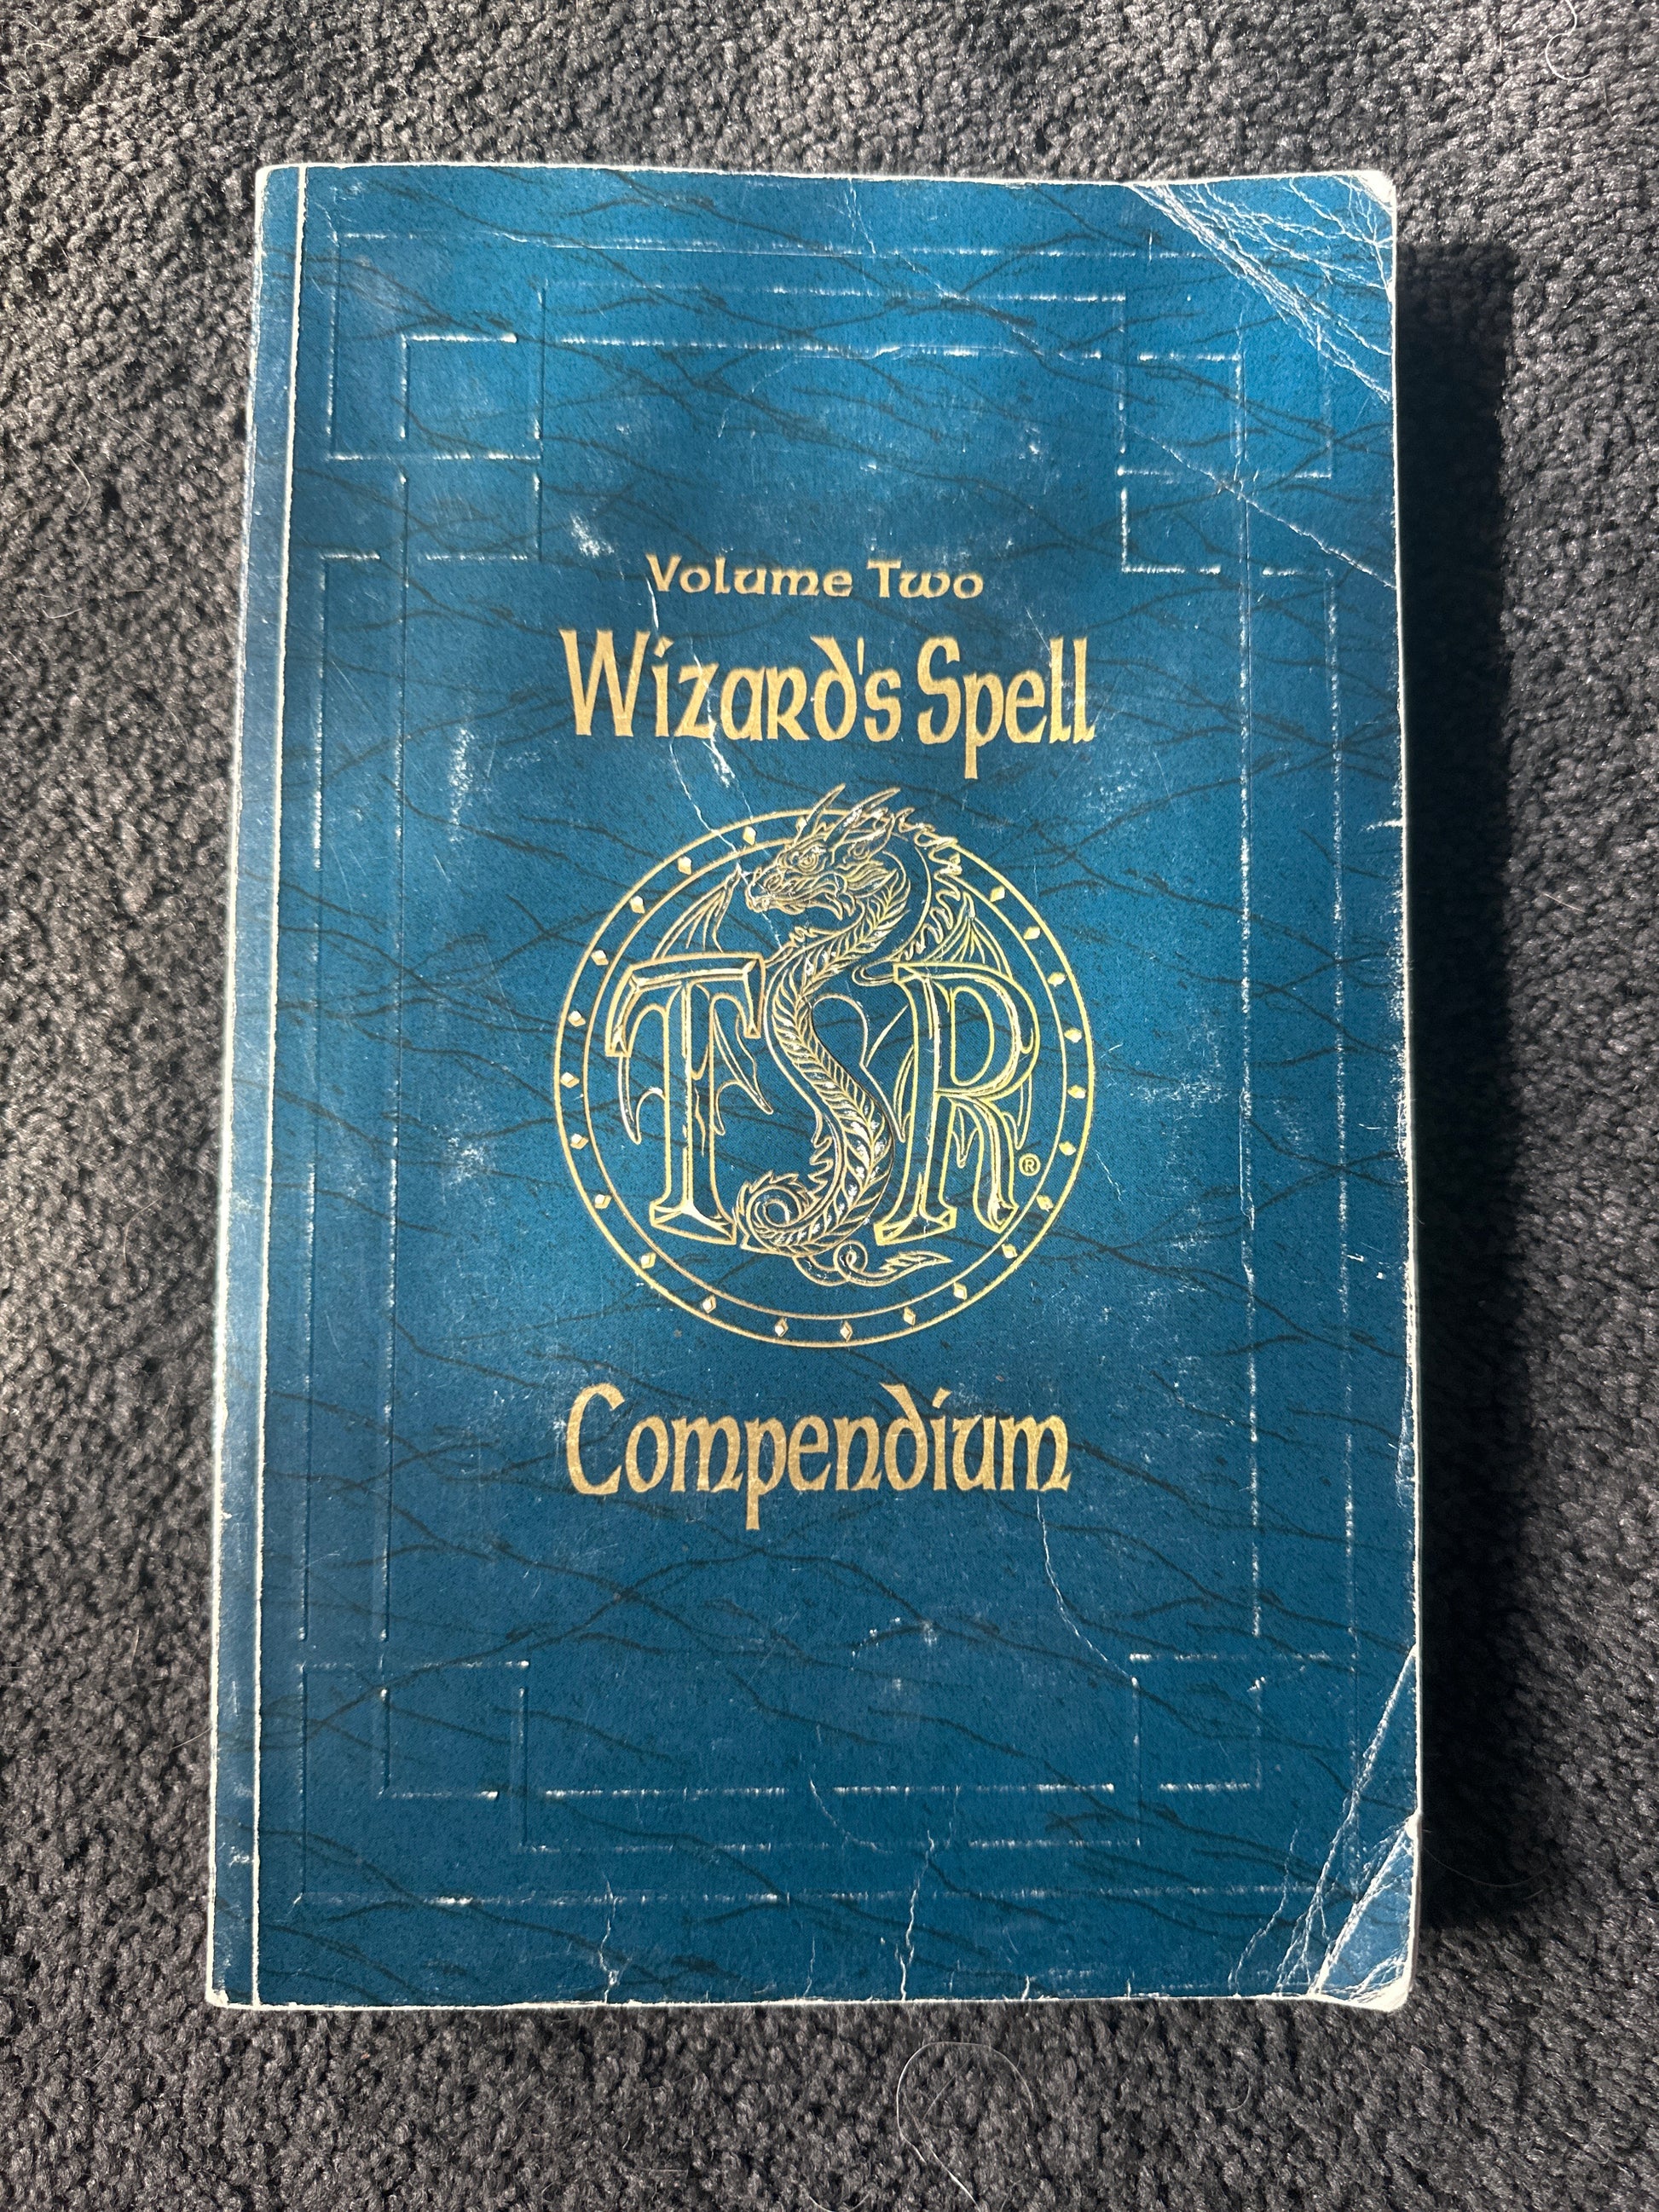 Volume Two
Wizard's Spell
TSR®
Compendium